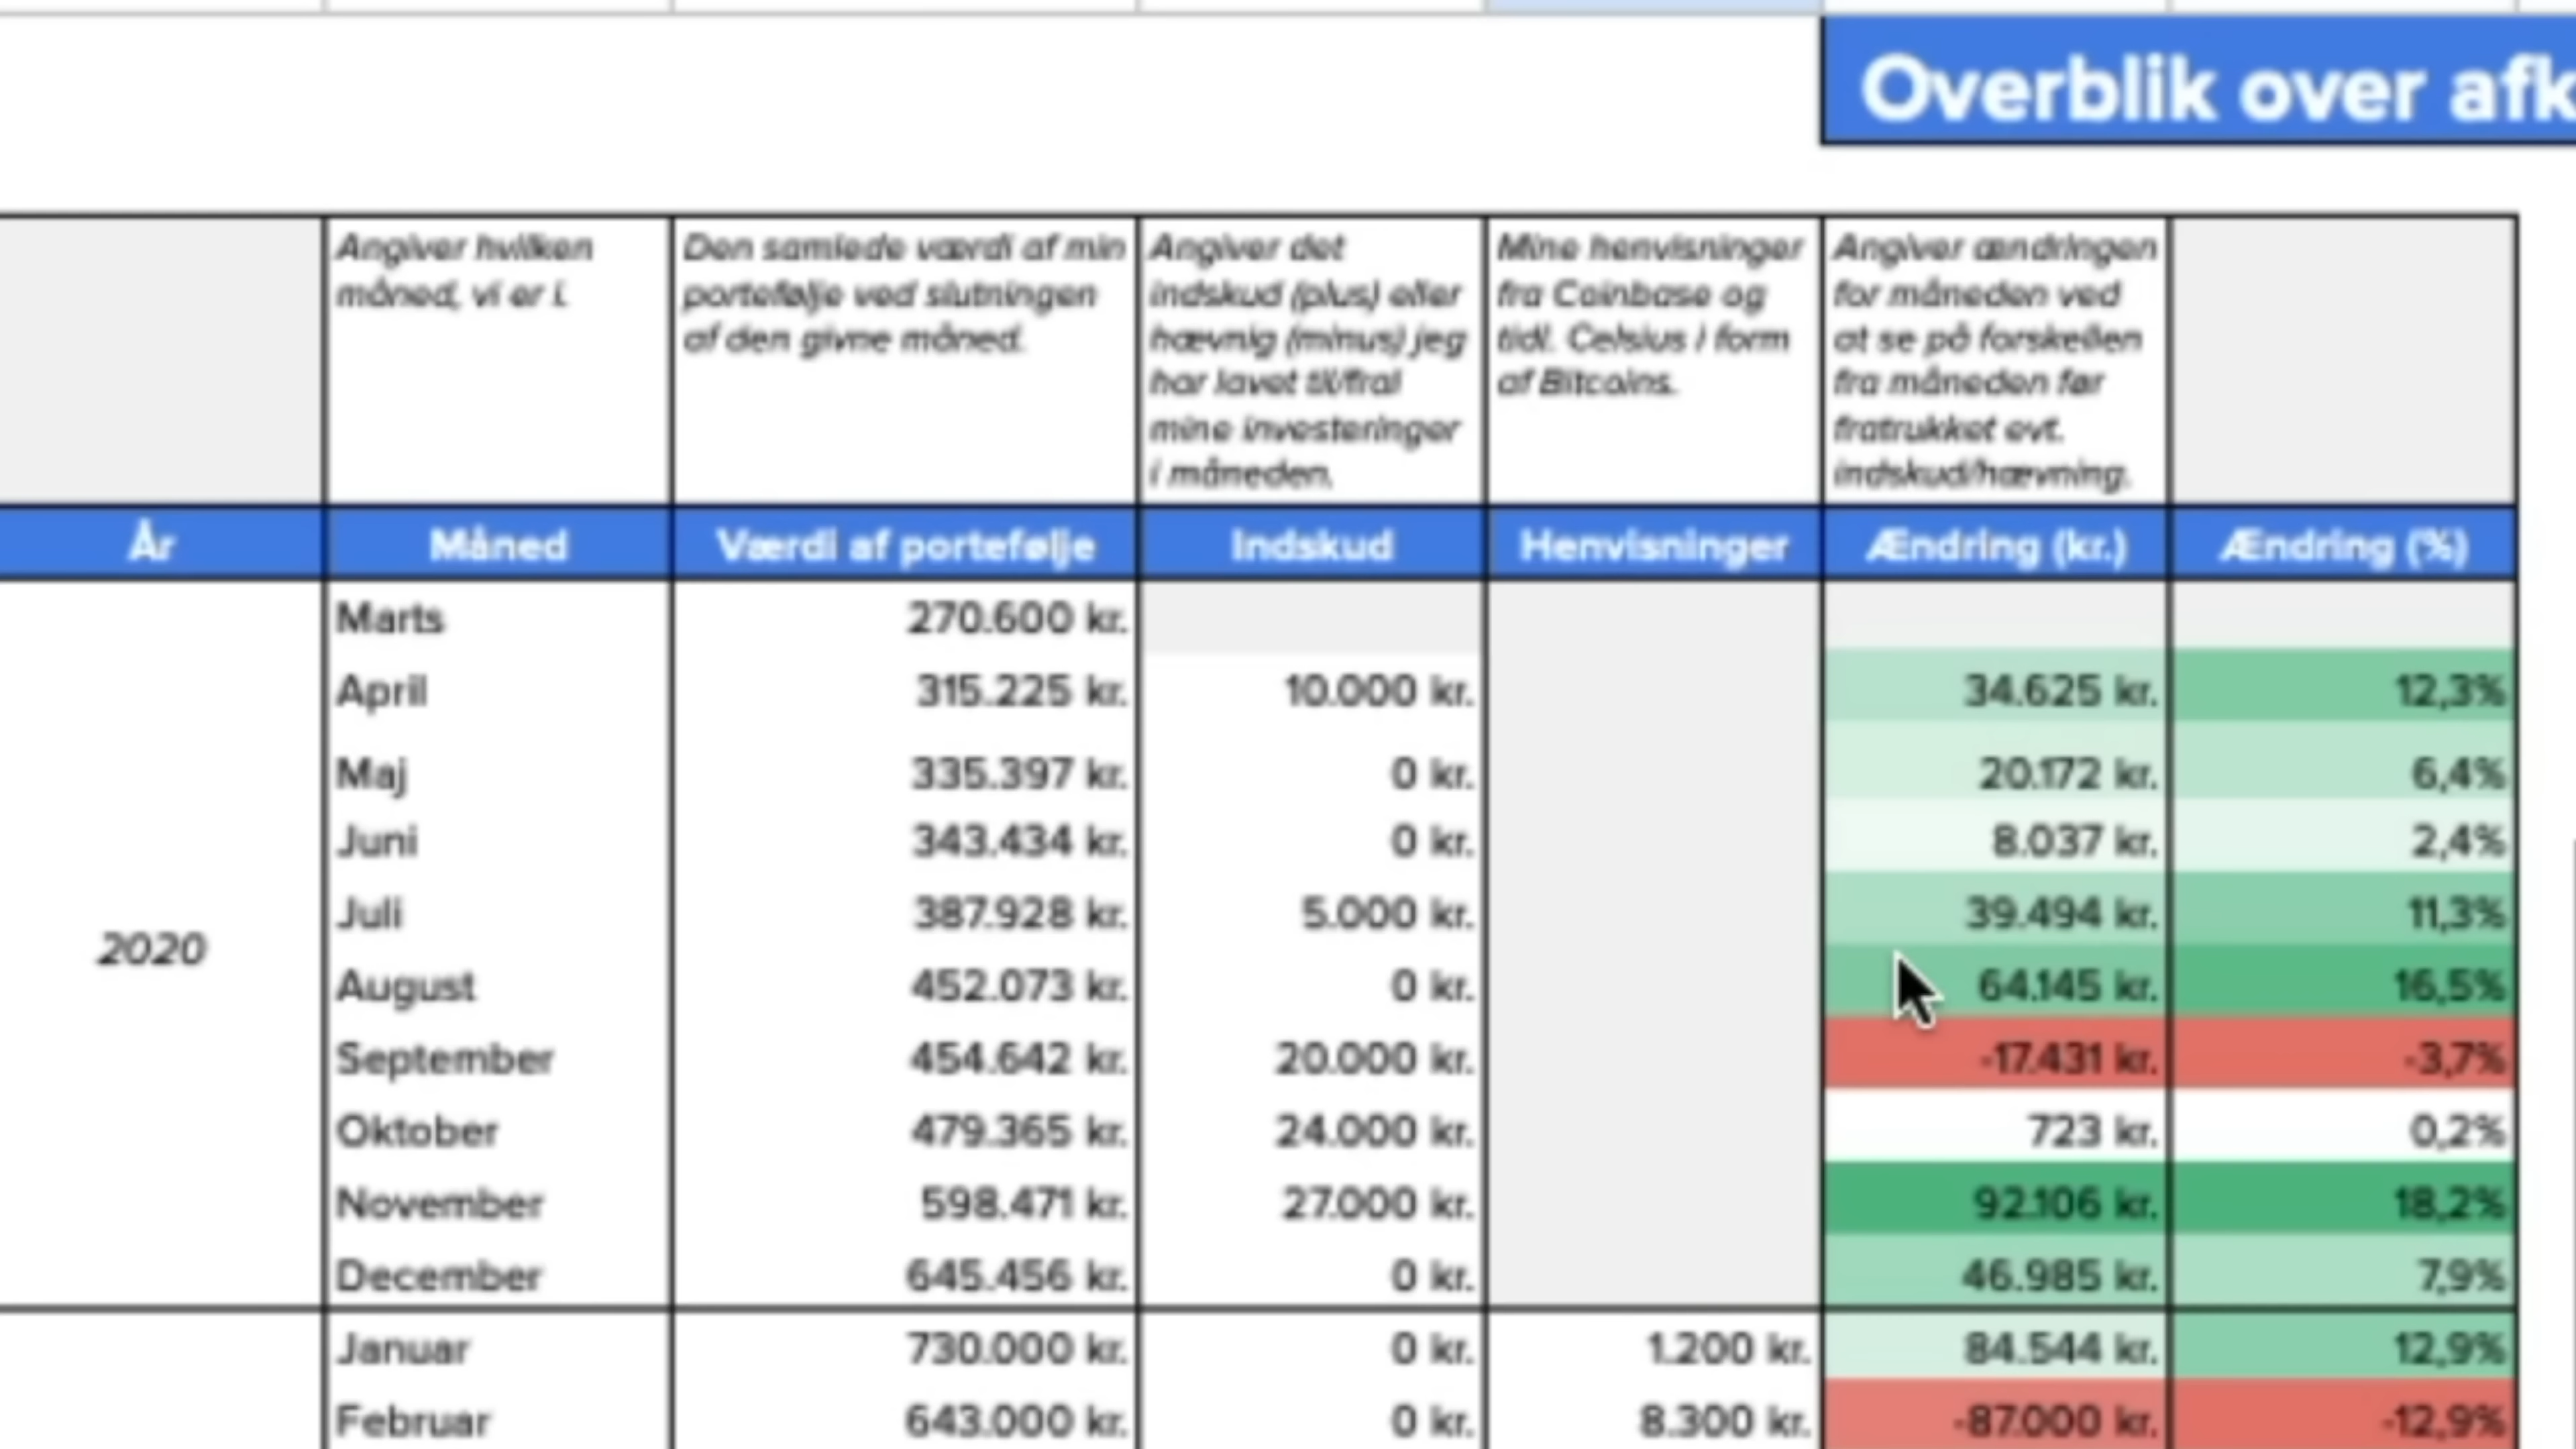 Overblik over afk
Angiver hvilken
måned, vi er i.
Den samlede værdi af min
portefølje ved slutningen
af den givne måned.
Angiver det
indskud (plus) eller
hævnig (minus) jeg
har lavet til/fral
mine investeringer
i måneden.
Mine henvisninger
fra Coinbase og
tidl. Celsius i form
af Bitcoins.
Angiver ændringen
for måneden ved
at se på forskellen
fra måneden før
fratrukket evt.
indskud/hævning.
År Måned Værdi af portefølje Indskud Henvisninger Ændring (kr.) Ændring (%)
Marts 270.600 kr.
April 315.225 kr. 10.000 kr. 34.625 kr. 12,3%
Maj 335.397 kr. 0 kr. 20.172 kr. 6,4%
Juni 343.434 kr. 0 kr. 8.037 kr. 2,4%
Juli 387.928 kr. 5.000 kr. 39.494 kr. 11,3%
2020
August 452.073 kr. 0 kr. 64.145 kr. 16,5%
September 454.642 kr. 20.000 kr. -17.431 kr. -3,7%
Oktober 479.365 kr. 24.000 kr. 723 kr. 0,2%
November 598.471 kr. 27.000 kr. 92.106 kr. 18,2%
December 645.456 kr. 0 kr. 46.985 kr. 7,9%
Januar 730.000 kr. 0 kr. 1.200 kr. 84.544 kr. 12,9%
Februar 643.000 kr. 0 kr. 8.300 kr. -87.000 kr. -12,9%